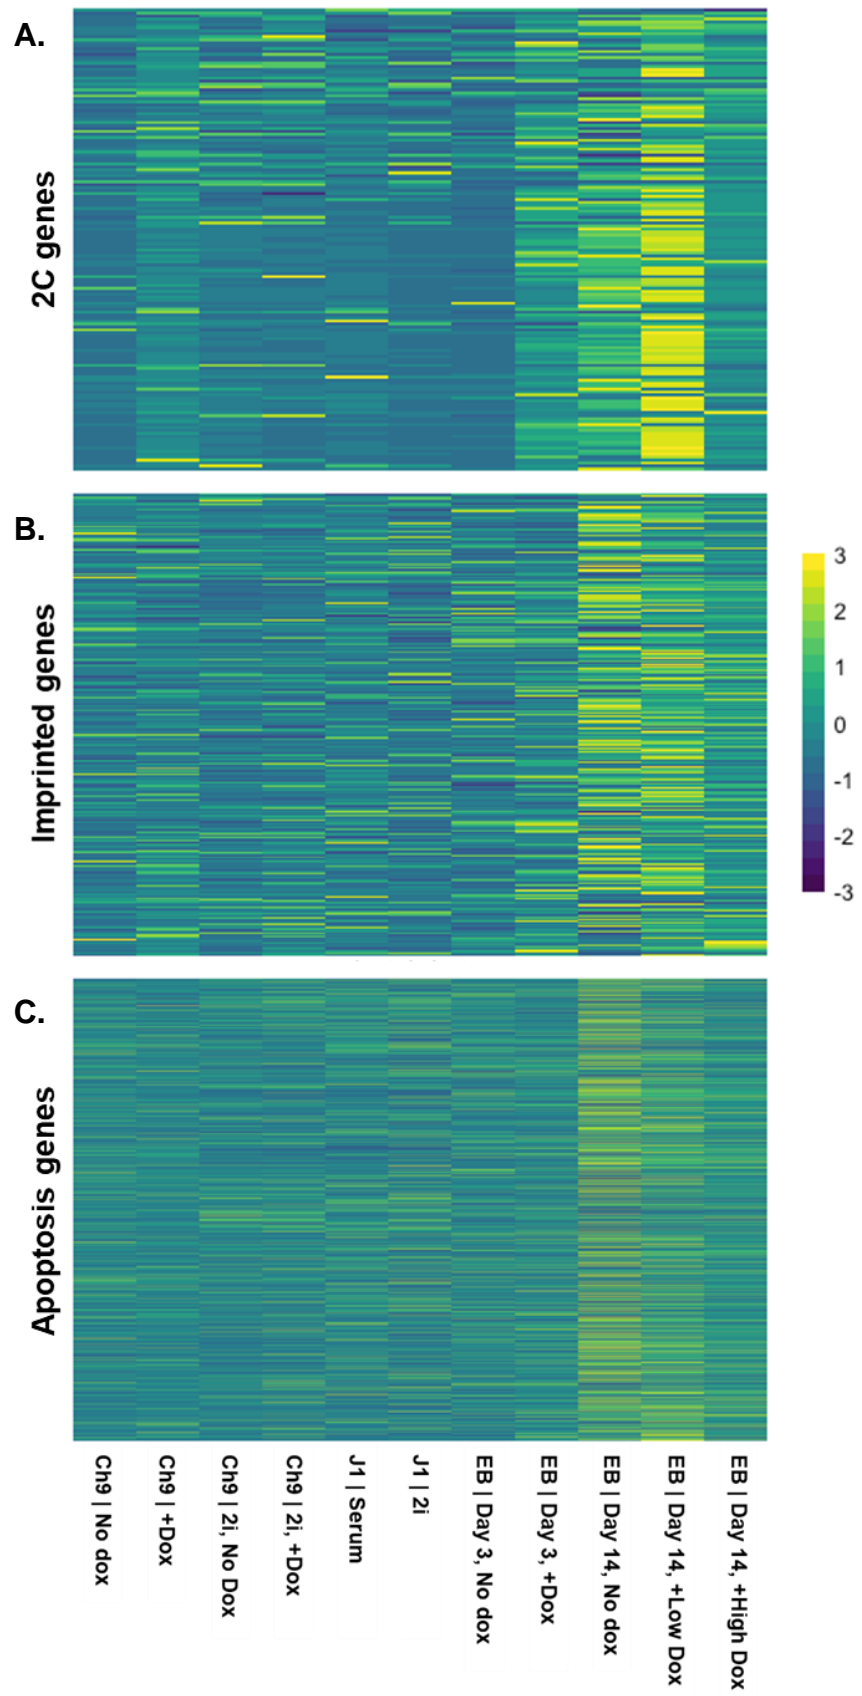 A.
2C genes
B.
Imprinted genes
3
2
1
0
-1
-2
-3
C.
Apoptosis genes
Ch9 | No dox
Ch9 | +Dox
Ch9 | 2i, No Dox
Ch9 | 2i, +Dox
J1 | Serum
J1 | 2i
EB | Day 3, No dox
EB | Day 3, +Dox
EB | Day 14, No dox
EB | Day 14, +Low Dox
EB | Day 14, +High Dox